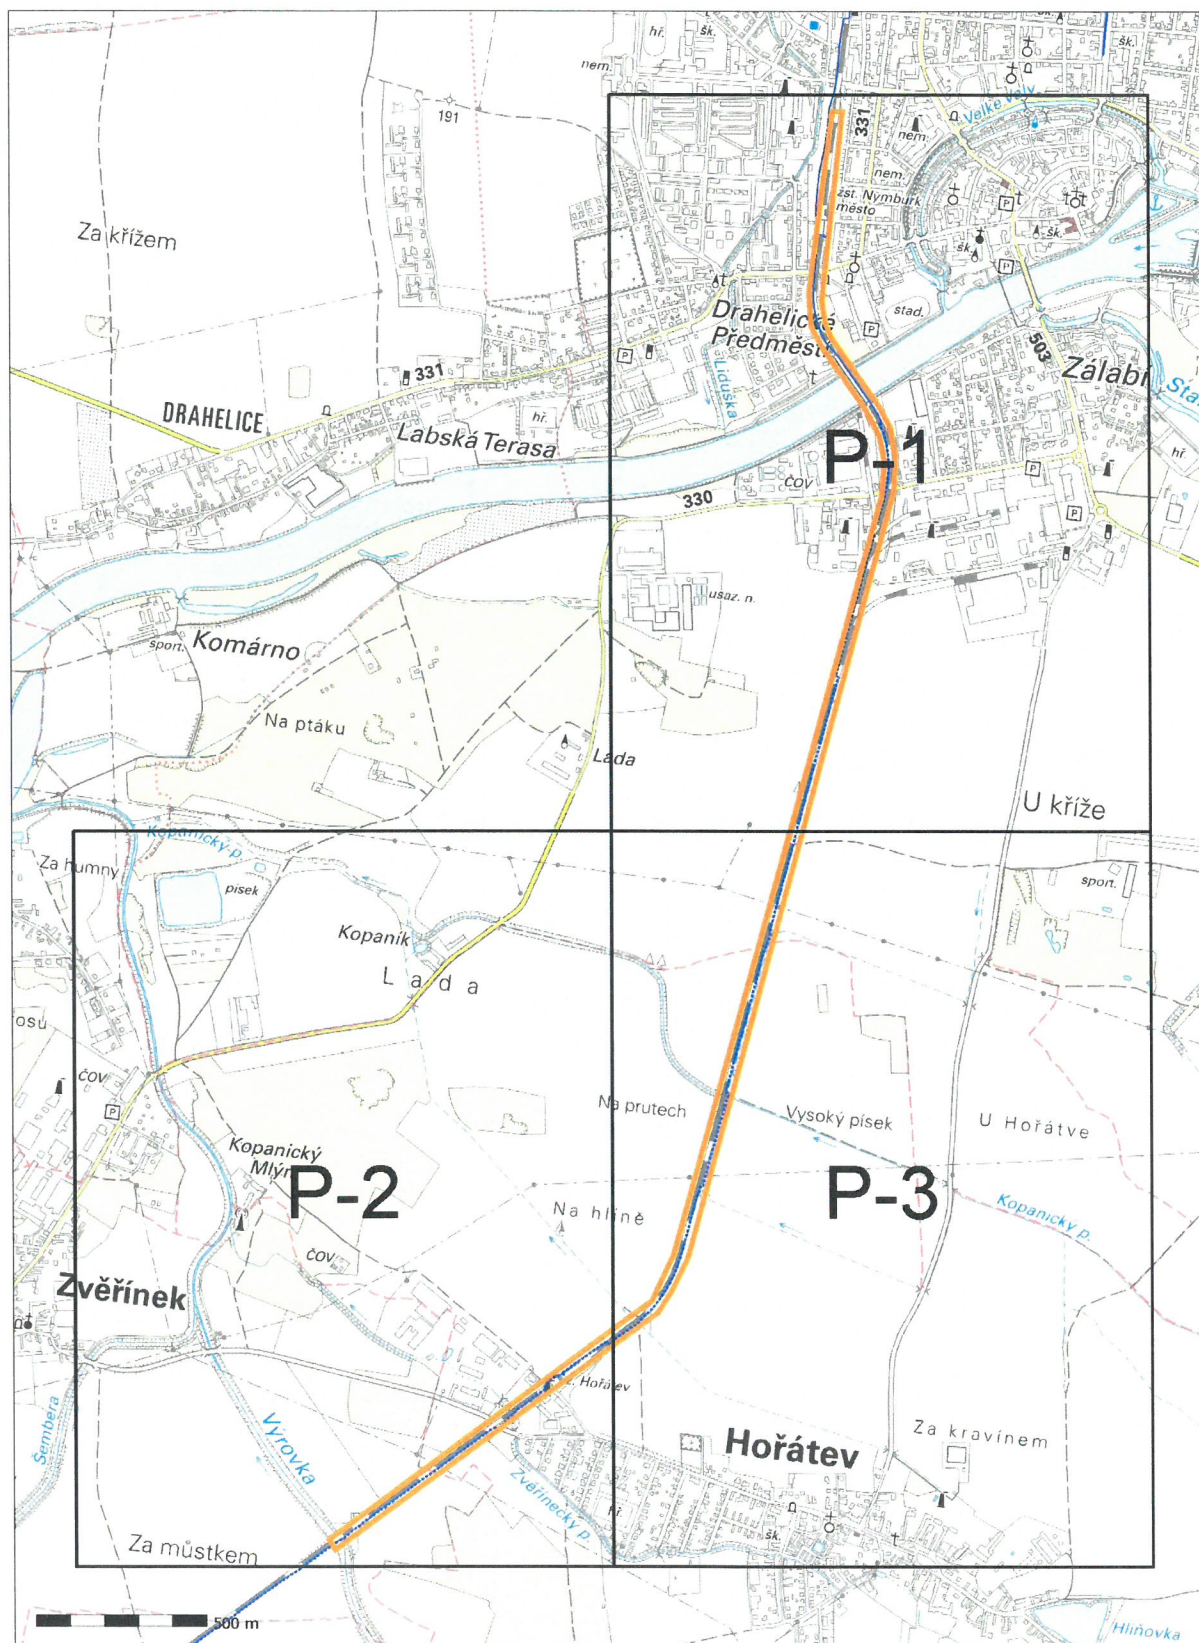 hř.
šk.
nem.
191
331
Velké Valy
nem.
nem.
zst. Nymburk
město
P
šk.
šk.
P
Za křížem
stad.
Drahelické
Předměstí
P
503
Zálabí
Liduška
P
331
DRAHELICE
hř.
Labská Terasa
P-1
hř.
ČOV
P
330
P
usaz. n.
sport.
Komárno
Na ptáku
Lada
U kříže
Kopanický p.
Za humny
písek
sport.
Kopaník
Lada
ČOV
P
Na prutech
Vysoký písek
U Hořátve
Kopanický
Mlýn
P-2
P-3
Na hlíně
Kopanický p.
ČOV
Zvěřínek
z. Hořátev
Šembera
Výrovka
Hořátev
Za kravínem
Zvěřinecký p.
hř.
šk.
Za můstkem
500 m
Hliňovka